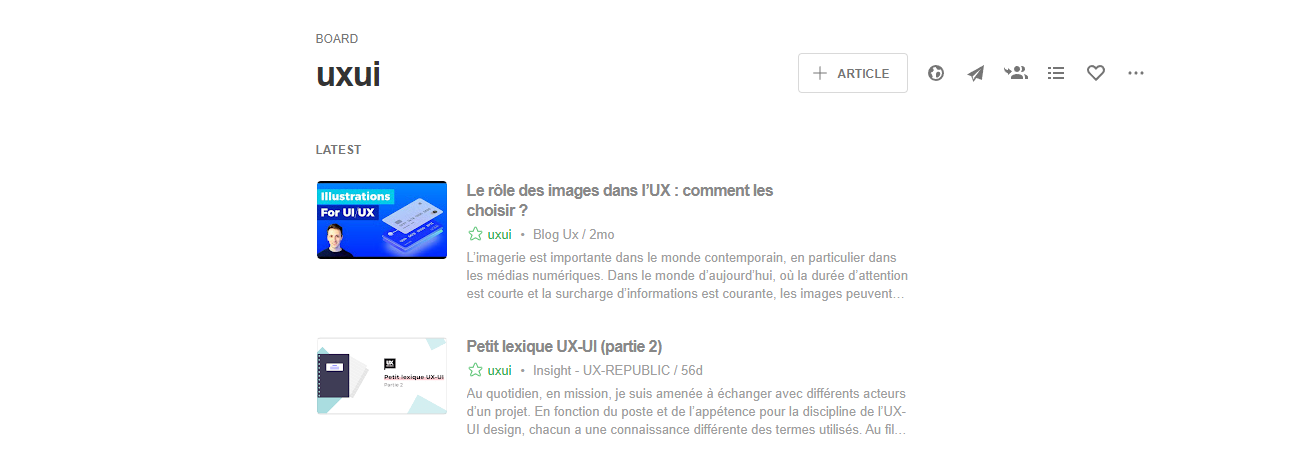 BOARD
uxui
ARTICLE
LATEST
Illustrations
For UI/UX
Le rôle des images dans l’UX : comment les
choisir ?
uxui • Blog Ux / 2mo
L’imagerie est importante dans le monde contemporain, en particulier dans
les médias numériques. Dans le monde d’aujourd’hui, où la durée d’attention
est courte et la surcharge d’informations est courante, les images peuvent…
UX
Petit lexique UX-UI
Partie 2
Petit lexique UX-UI (partie 2)
uxui • Insight - UX-REPUBLIC / 56d
Au quotidien, en mission, je suis amenée à échanger avec différents acteurs
d’un projet. En fonction du poste et de l’appétence pour la discipline de l’UX-
UI design, chacun a une connaissance différente des termes utilisés. Au fil…